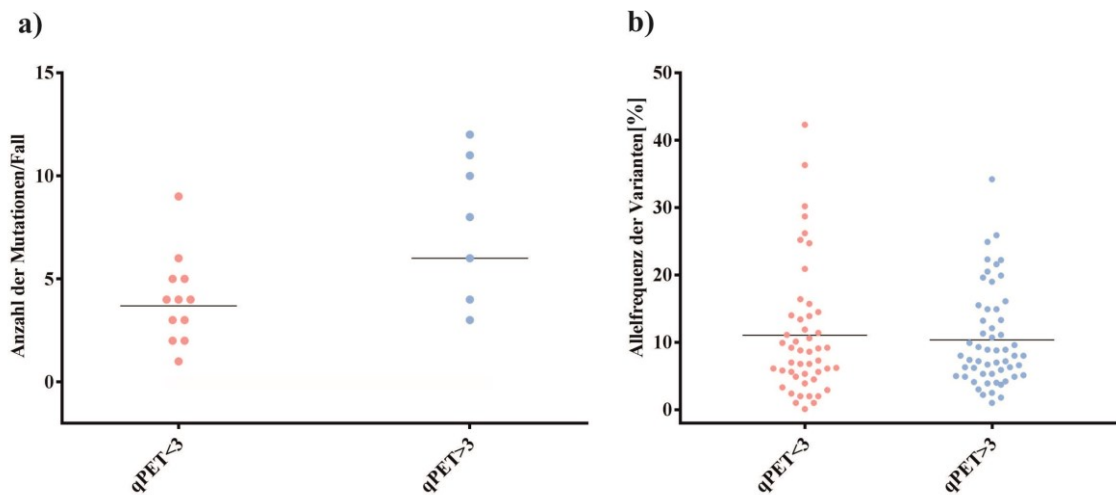 a)
Anzahl der Mutationen/Fall
15
10
5
0
qPET<3
qPET>3
b)
Allelfrequenz der Varianten[%]
50
40
30
20
10
0
qPET<3
qPET>3